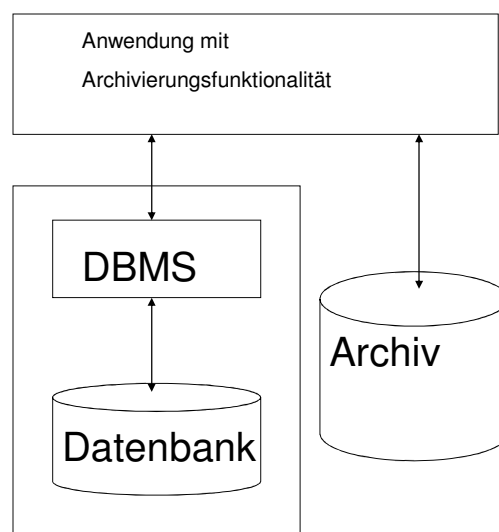 Anwendung mit
Archivierungsfunktionalität
DBMS
Archiv
Datenbank